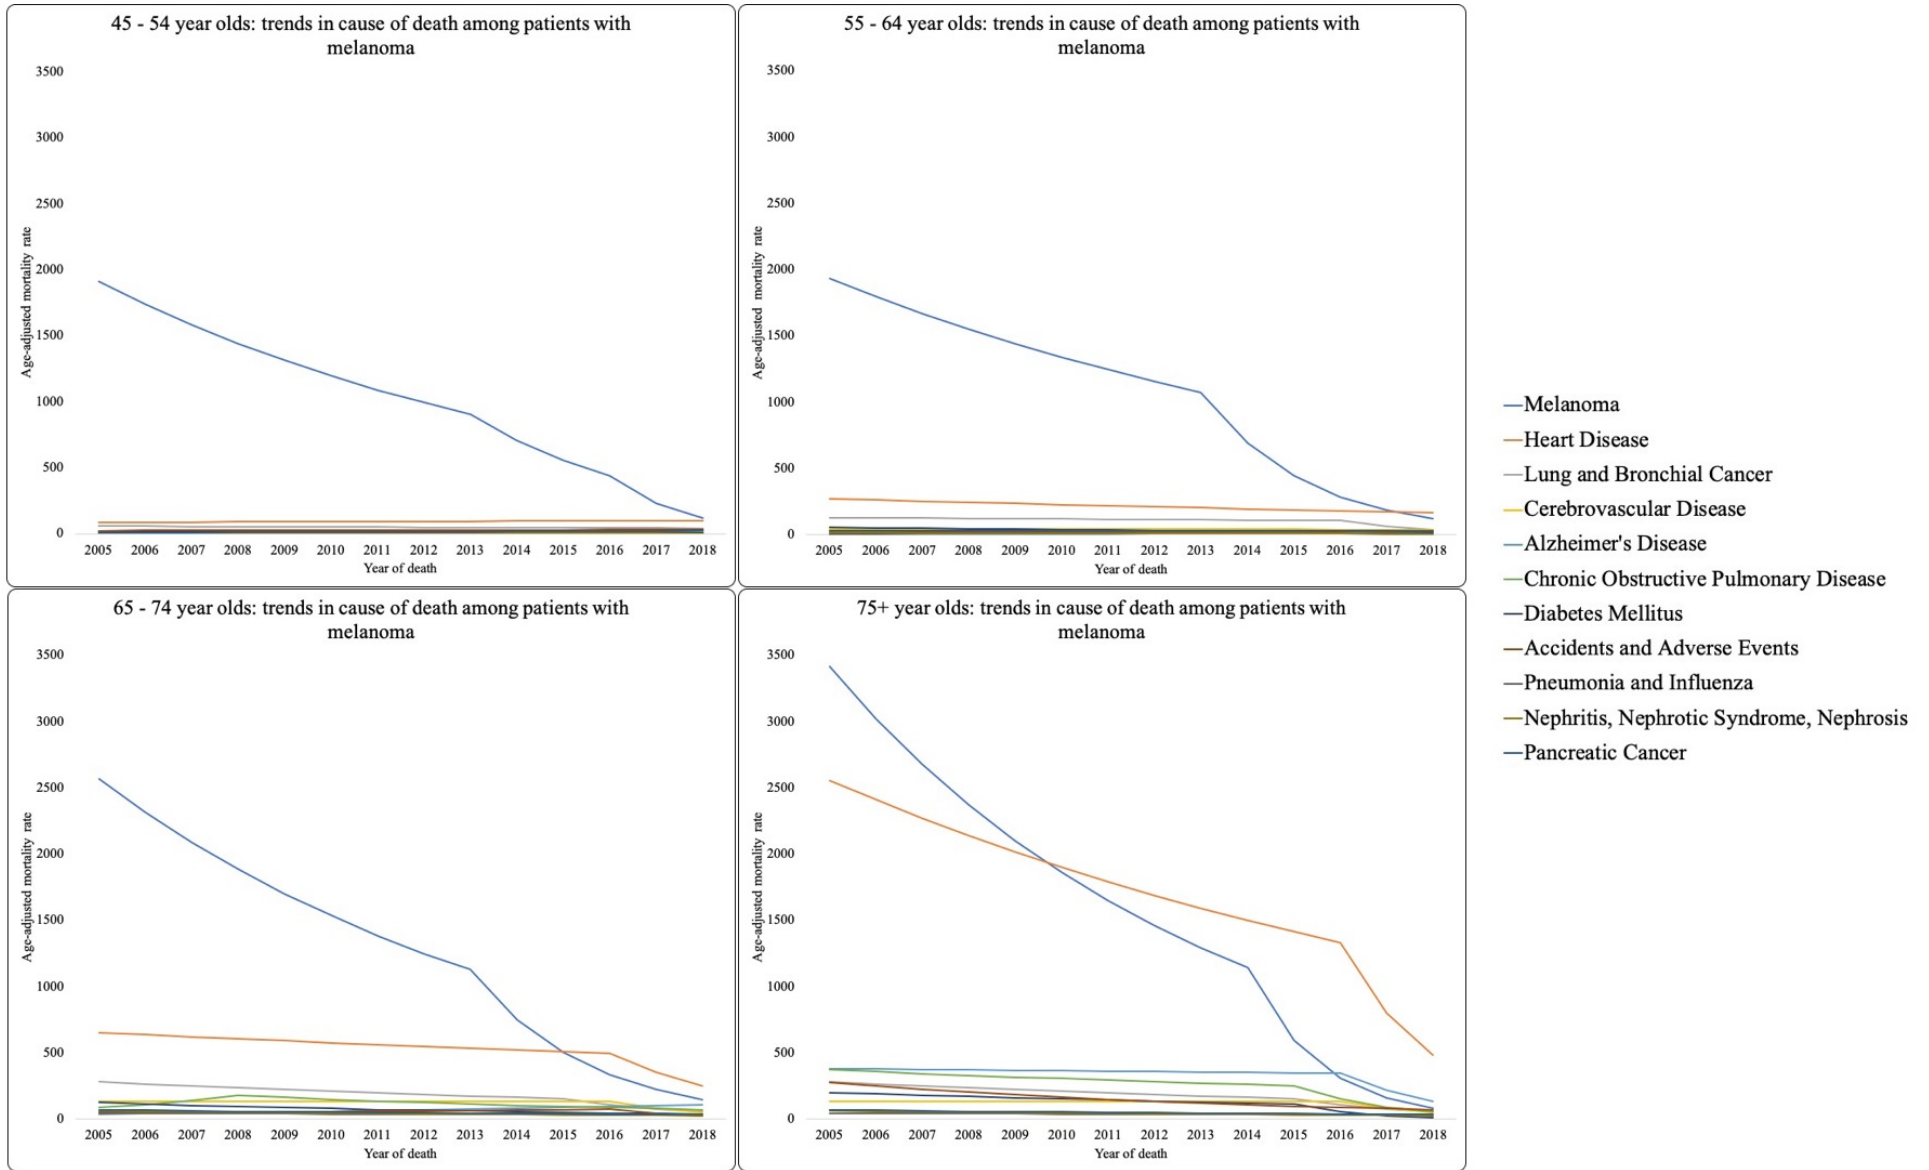 45 - 54 year olds: trends in cause of death among patients with
melanoma
3500
3000
2500
2000
1500
1000
500
0
Age-adjusted mortality rate
2005 2006 2007 2008 2009 2010 2011 2012 2013 2014 2015 2016 2017 2018
Year of death
55 - 64 year olds: trends in cause of death among patients with
melanoma
3500
3000
2500
2000
1500
1000
500
0
Age-adjusted mortality rate
2005 2006 2007 2008 2009 2010 2011 2012 2013 2014 2015 2016 2017 2018
Year of death
65 - 74 year olds: trends in cause of death among patients with
melanoma
3500
3000
2500
2000
1500
1000
500
0
Age-adjusted mortality rate
2005 2006 2007 2008 2009 2010 2011 2012 2013 2014 2015 2016 2017 2018
Year of death
75+ year olds: trends in cause of death among patients with
melanoma
3500
3000
2500
2000
1500
1000
500
0
Age-adjusted mortality rate
2005 2006 2007 2008 2009 2010 2011 2012 2013 2014 2015 2016 2017 2018
Year of death
Melanoma
Heart Disease
Lung and Bronchial Cancer
Cerebrovascular Disease
Alzheimer's Disease
Chronic Obstructive Pulmonary Disease
Diabetes Mellitus
Accidents and Adverse Events
Pneumonia and Influenza
Nephritis, Nephrotic Syndrome, Nephrosis
Pancreatic Cancer